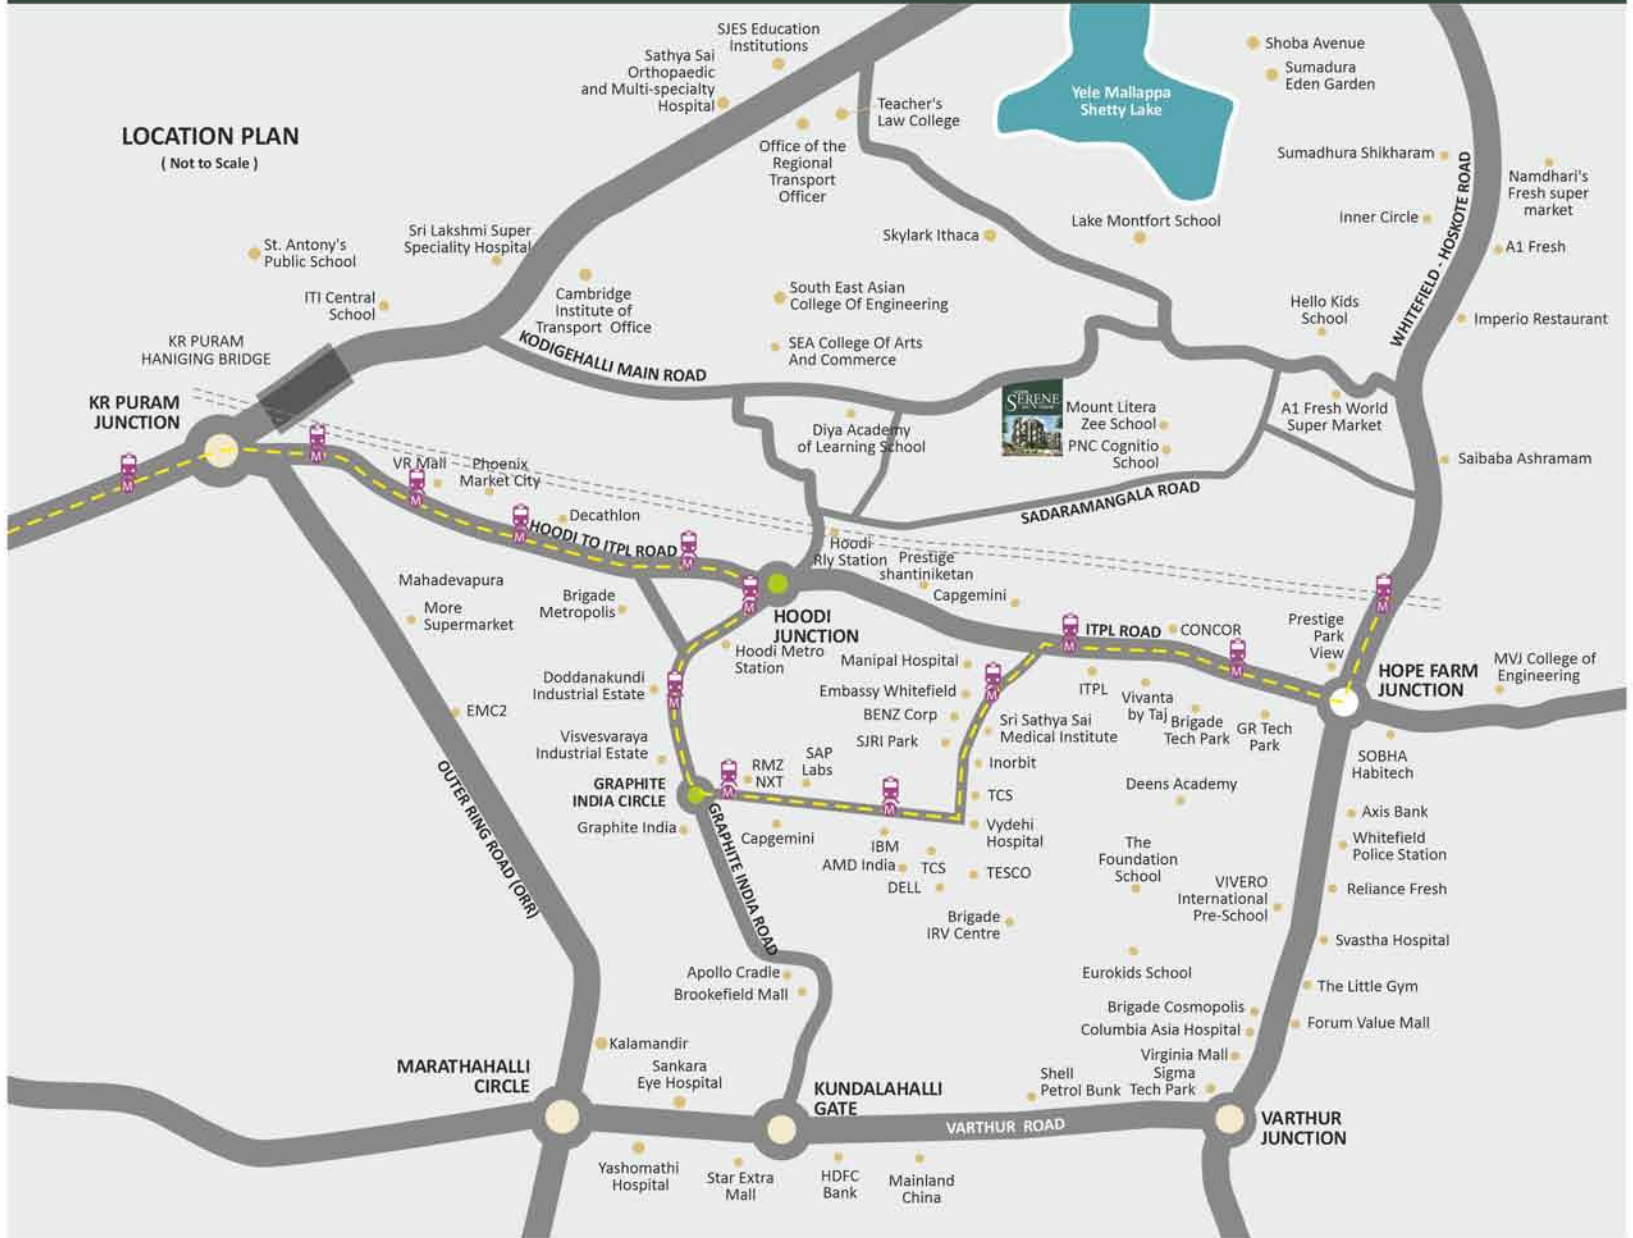 SJES Education
Institutions
Sathya Sai
Orthopaedic
and Multi-specialty
Hospital
Teacher's
Law College
Office of the
Regional
Transport
Officer
LOCATION PLAN
( Not to Scale )
Yele Mallappa
Shetty Lake
Shoba Avenue
Sumadura
Eden Garden
Sumadhura Shikharam
WHITEFIELD - HOSKOTE ROAD
Namdhari's
Fresh super
market
Inner Circle
A1 Fresh
Lake Montfort School
Skylark Ithaca
Sri Lakshmi Super
Speciality Hospital
St. Antony's
Public School
ITI Central
School
Cambridge
Institute of
Transport Office
South East Asian
College Of Engineering
SEA College Of Arts
And Commerce
Hello Kids
School
Imperio Restaurant
KR PURAM
HANIGING BRIDGE
KODIGEHALLI MAIN ROAD
KR PURAM
JUNCTION
SERENE
Mount Litera
Zee School
PNC Cognitio
School
A1 Fresh World
Super Market
Diya Academy
of Learning School
Saibaba Ashramam
SADARAMANGALA ROAD
VR Mall
Phoenix
Market City
Decathlon
HOODI TO ITPL ROAD
Hoodi
Rly Station
Prestige
shantiniketan
Capgemini
Mahadevapura
More
Supermarket
Brigade
Metropolis
HOODI
JUNCTION
Hoodi Metro
Station
ITPL ROAD
CONCOR
Prestige
Park
View
HOPE FARM
JUNCTION
MVJ College of
Engineering
Manipal Hospital
Embassy Whitefield
BENZ Corp
SJRI Park
ITPL
Vivanta
by Taj
Brigade
Tech Park
GR Tech
Park
Sri Sathya Sai
Medical Institute
Inorbit
TCS
Vydehi
Hospital
Doddanakundi
Industrial Estate
EMC2
Visvesvaraya
Industrial Estate
RMZ
NXT
SAP
Labs
GRAPHITE
INDIA CIRCLE
Graphite India
Capgemini
IBM
AMD India
TCS
DELL
TESCO
Brigade
IRV Centre
OUTER RING ROAD (ORR)
GRAPHITE INDIA ROAD
SOBHA
Habitech
Deens Academy
Axis Bank
Whitefield
Police Station
The
Foundation
School
VIVERO
International
Pre-School
Reliance Fresh
Svastha Hospital
Eurokids School
The Little Gym
Apollo Cradle
Brookefield Mall
Brigade Cosmopolis
Columbia Asia Hospital
Forum Value Mall
Virginia Mall
Sigma
Tech Park
Shell
Petrol Bunk
Kalamandir
Sankara
Eye Hospital
MARATHAHALLI
CIRCLE
KUNDALAHALLI
GATE
VARTHUR ROAD
VARTHUR
JUNCTION
Yashomathi
Hospital
Star Extra
Mall
HDFC
Bank
Mainland
China
M
M
M
M
M
M
M
M
M
M
M
M
M